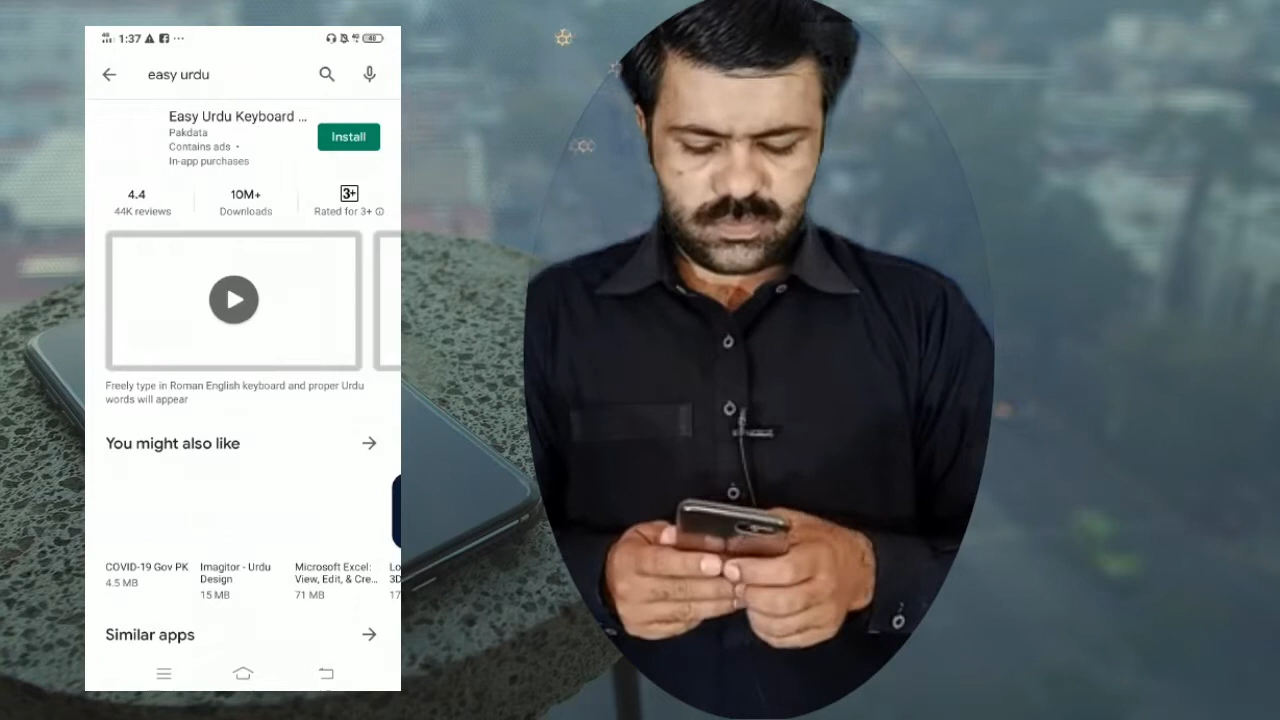 1:37
easy urdu
Easy Urdu Keyboard ...
Pakdata
Contains ads •
In-app purchases
Install
4.4
44K reviews
10M+
Downloads
3+
Rated for 3+
Freely type in Roman English keyboard and proper Urdu
words will appear
You might also like
COVID-19 Gov PK
4.5 MB
Imagitor - Urdu
Design
15 MB
Microsoft Excel:
View, Edit, & Cre...
71 MB
Lo
3D
17
Similar apps